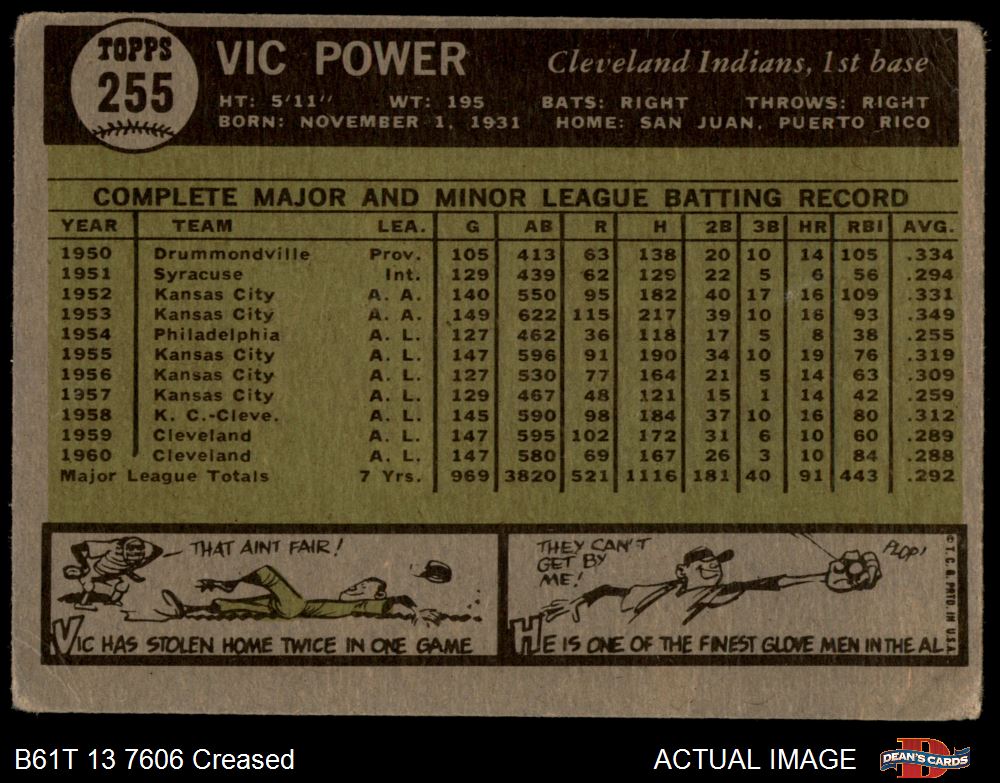 TOPPS
255
VIC POWER
Cleveland Indians, 1st base
HT: 5'11" WT: 195 BATS: RIGHT THROWS: RIGHT
BORN: NOVEMBER 1, 1931 HOME: SAN JUAN, PUERTO RICO
COMPLETE MAJOR AND MINOR LEAGUE BATTING RECORD
YEAR TEAM LEA. G AB R H 2B 3B HR RBI AVG.
1950 Drummondville Prov. 105 413 63 138 20 10 14 105 .334
1951 Syracuse Int. 129 439 62 129 22 5 6 56 .294
1952 Kansas City A. A. 140 550 95 182 40 17 16 109 .331
1953 Kansas City A. A. 149 622 115 217 39 10 16 93 .349
1954 Philadelphia A. L. 127 462 36 118 17 5 8 38 .255
1955 Kansas City A. L. 147 596 91 190 34 10 19 76 .319
1956 Kansas City A. L. 127 530 77 164 21 5 14 63 .309
1957 Kansas City A. L. 129 467 48 121 15 1 14 42 .259
1958 K. C.-Cleve. A. L. 145 590 98 184 37 10 16 80 .312
1959 Cleveland A. L. 147 595 102 172 31 6 10 60 .289
1960 Cleveland A. L. 147 580 69 167 26 3 10 84 .288
Major League Totals 7 Yrs. 969 3820 521 1116 181 40 91 443 .292
THAT AINT FAIR!
VIC HAS STOLEN HOME TWICE IN ONE GAME
THEY CAN'T
GET BY
ME!
PLOP!
HE IS ONE OF THE FINEST GLOVE MEN IN THE AL
© T. C. G. PRTD. IN U.S.A.
B61T 13 7606 Creased
ACTUAL IMAGE
D
DEAN'S CARDS